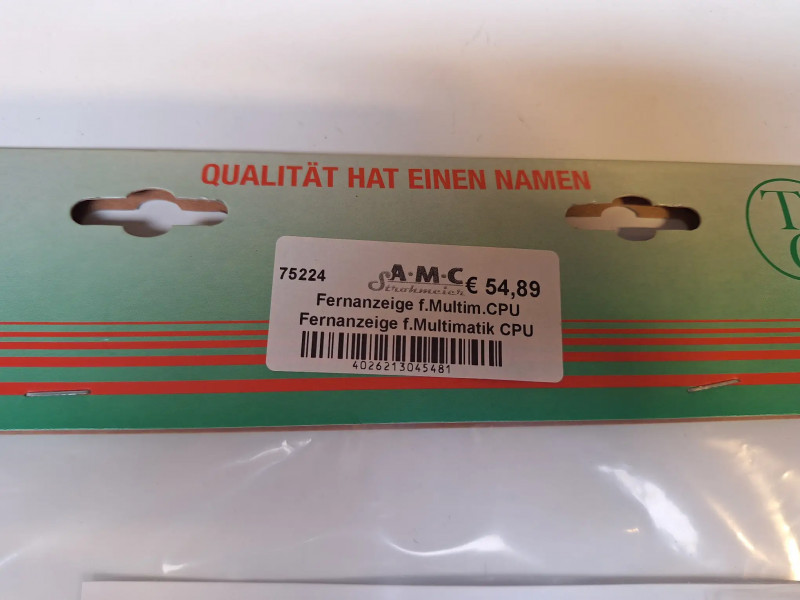 QUALITÄT HAT EINEN NAMEN
75224 A·M·C Strohmeier € 54,89
Fernanzeige f.Multim.CPU
Fernanzeige f.Multimatik CPU
4026213045481